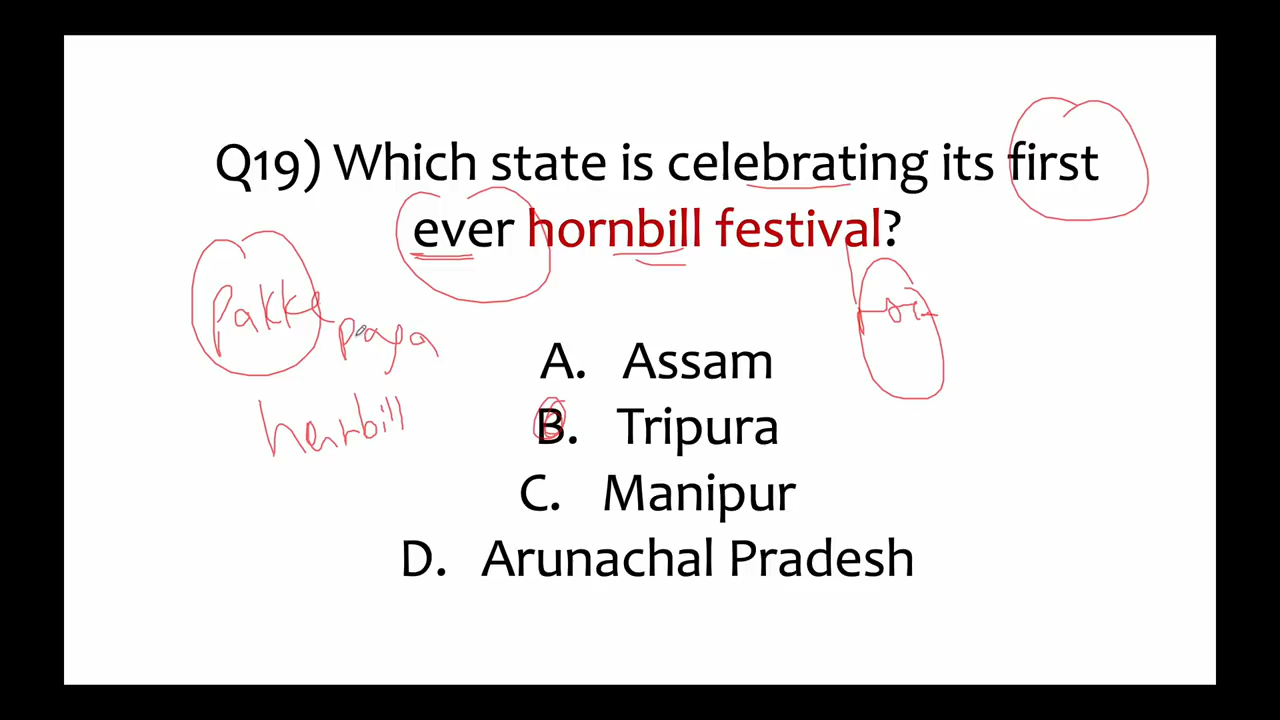 Q19) Which state is celebrating its first
ever hornbill festival?
Pakke
paga
A. Assam
hornbill
B. Tripura
C. Manipur
D. Arunachal Pradesh